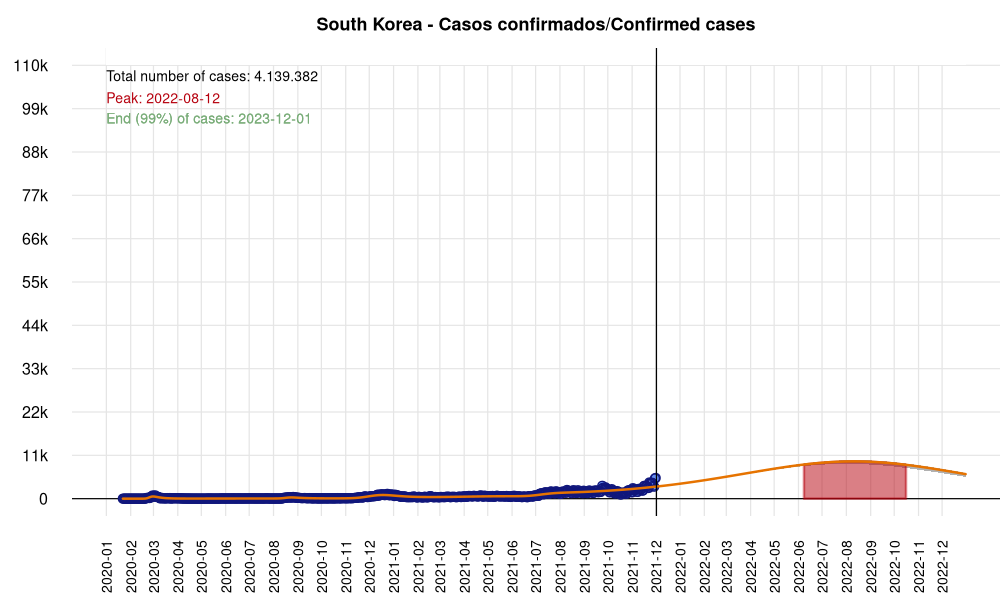 South Korea - Casos confirmados/Confirmed cases
Total number of cases: 4.139.382
Peak: 2022-08-12
End (99%) of cases: 2023-12-01
110k
99k
88k
77k
66k
55k
44k
33k
22k
11k
0
2020-01
2020-02
2020-03
2020-04
2020-05
2020-06
2020-07
2020-08
2020-09
2020-10
2020-11
2020-12
2021-01
2021-02
2021-03
2021-04
2021-05
2021-06
2021-07
2021-08
2021-09
2021-10
2021-11
2021-12
2022-01
2022-02
2022-03
2022-04
2022-05
2022-06
2022-07
2022-08
2022-09
2022-10
2022-11
2022-12